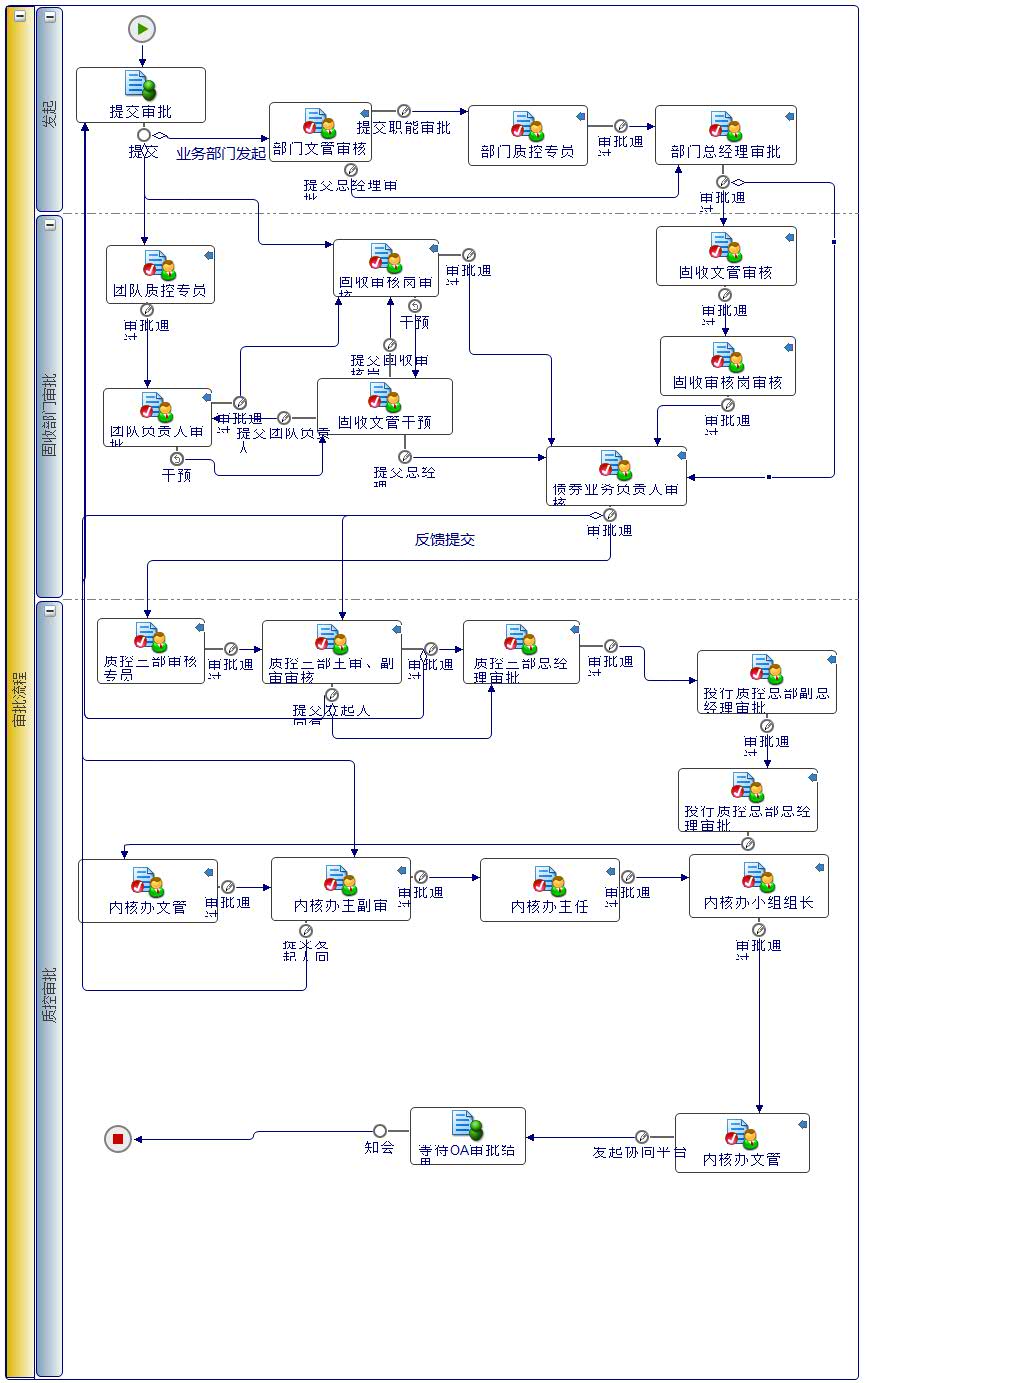 审批流程
发起
提交审批
提交
业务部门发起
部门文管审核
提交职能审批
部门质控专员
审批通过
部门总经理审批
提交总经理审批
审批通过
固收部门审批
团队质控专员
固收审核岗审核
审批通过
固收文管审核
审批通过
干预
审批通过
提交固收审核岗
固收审核岗审核
团队负责人审批
审批通过
提交团队负责人
固收文管干预
审批通过
干预
提交总经理
债券业务负责人审核
审批通过
反馈提交
质控审批
质控二部审核专员
审批通过
质控二部主审、副审审核
审批通过
质控二部总经理审批
审批通过
投行质控总部副总经理审批
提交发起人
审批通过
投行质控总部总经理审批
内核办文管
审批通过
内核办主副审
审批通过
内核办主任
审批通过
内核办小组组长
审批通过
等待OA审批结果
知会
发起协同平台
内核办文管